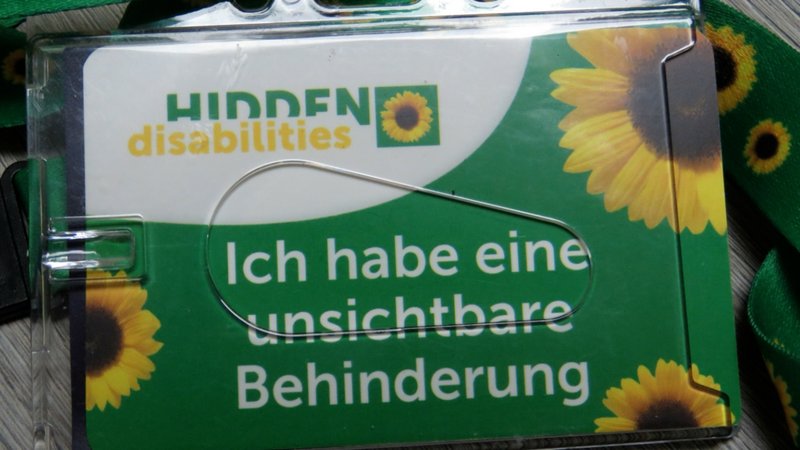 HIDDEN
disabilities
Ich habe eine
unsichtbare
Behinderung